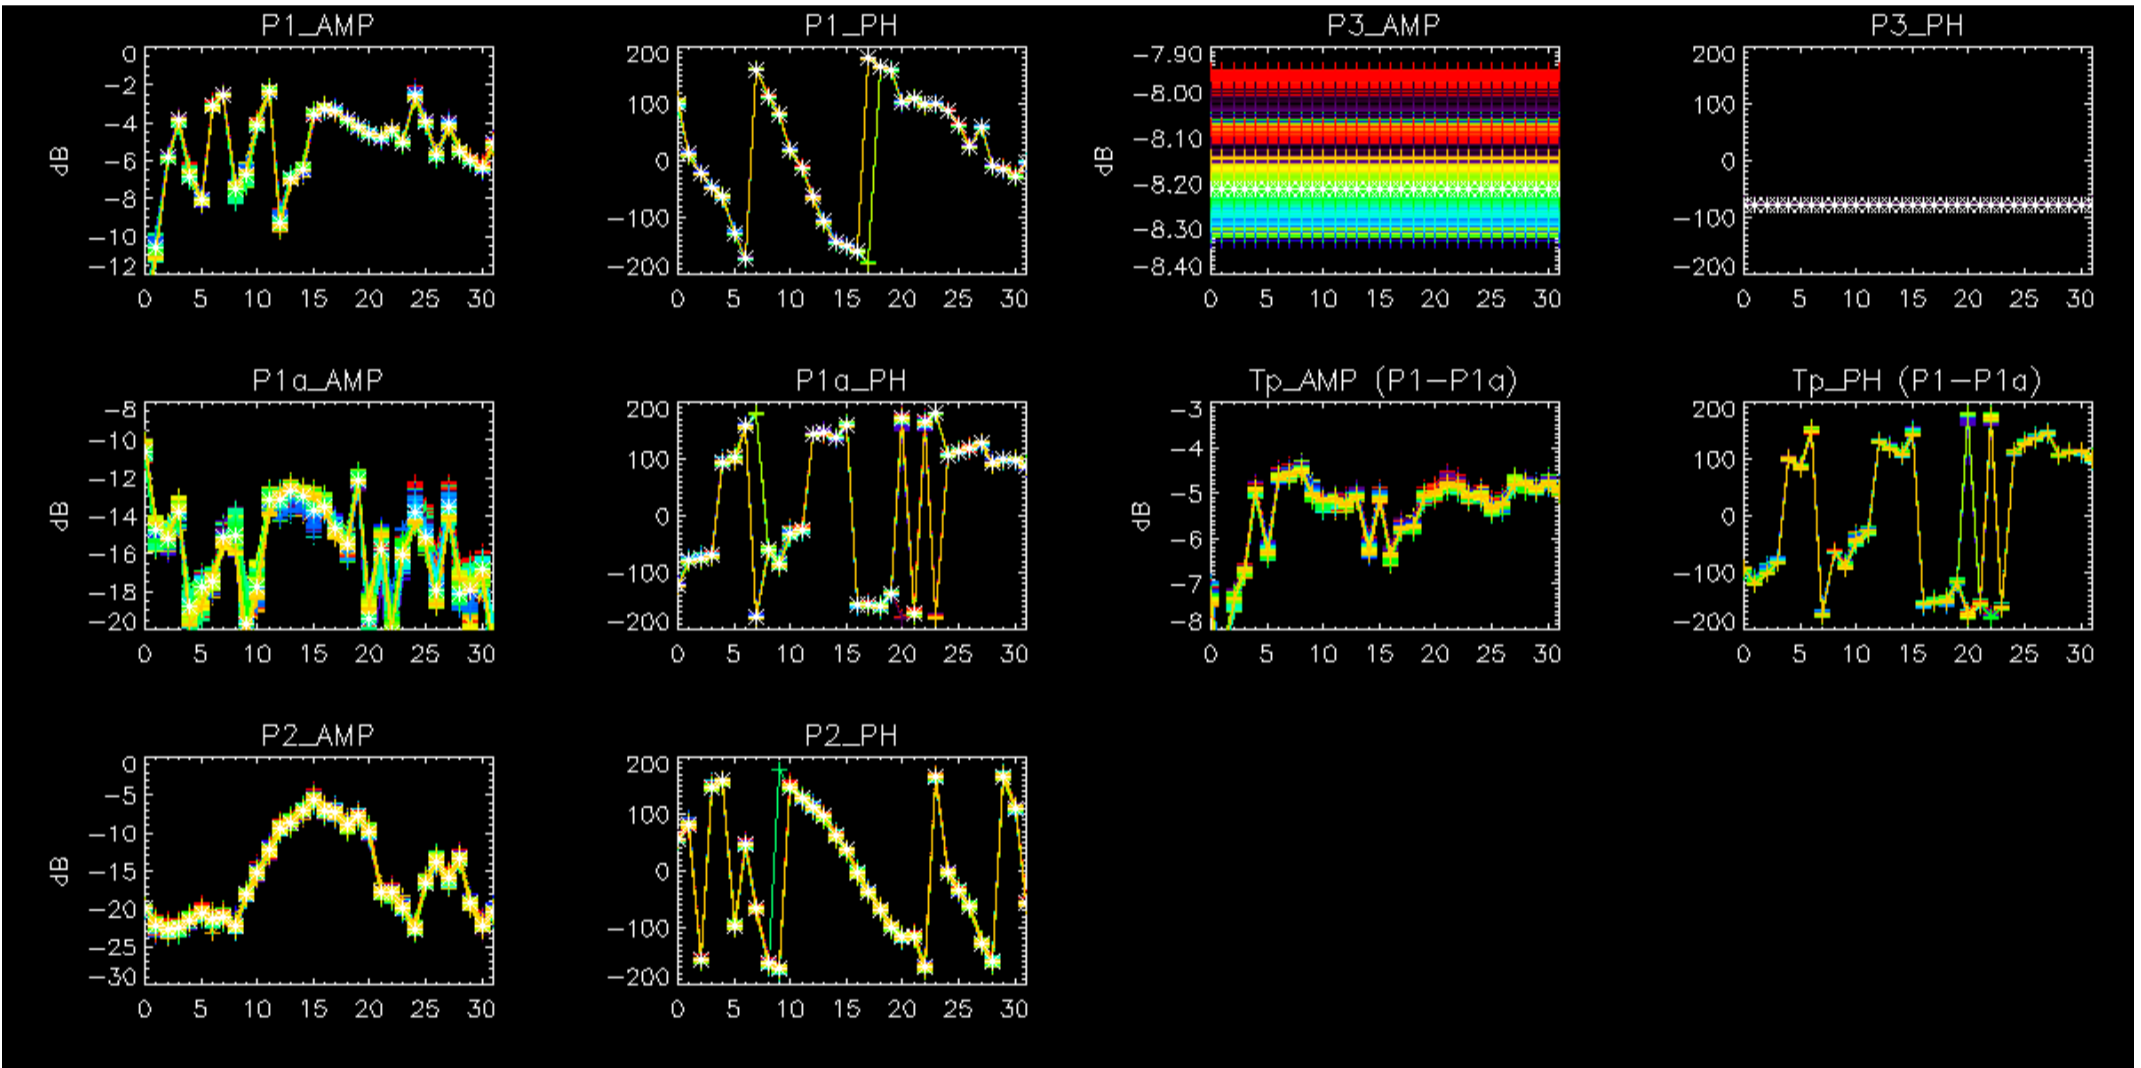 P1_AMP
0
-2
-4
-6
-8
-10
-12
dB
0 5 10 15 20 25 30
P1_PH
200
100
0
-100
-200
0 5 10 15 20 25 30
P3_AMP
-7.90
-8.00
-8.10
-8.20
-8.30
-8.40
dB
0 5 10 15 20 25 30
P3_PH
200
100
0
-100
-200
0 5 10 15 20 25 30
P1a_AMP
-8
-10
-12
-14
-16
-18
-20
dB
0 5 10 15 20 25 30
P1a_PH
200
100
0
-100
-200
0 5 10 15 20 25 30
Tp_AMP (P1-P1a)
-3
-4
-5
-6
-7
-8
dB
0 5 10 15 20 25 30
Tp_PH (P1-P1a)
200
100
0
-100
-200
0 5 10 15 20 25 30
P2_AMP
0
-5
-10
-15
-20
-25
-30
dB
0 5 10 15 20 25 30
P2_PH
200
100
0
-100
-200
0 5 10 15 20 25 30